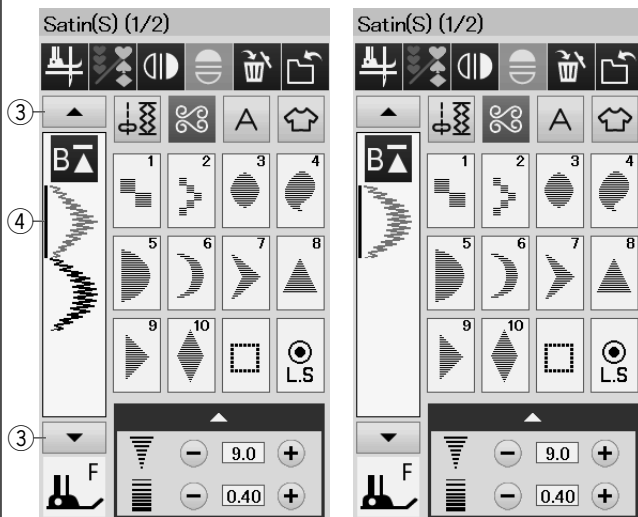 Satin(S) (1/2)
3
B
A
1 2 3 4
4
5 6 7 8
9 10
L.S
3
9.0
F
0.40
Satin(S) (1/2)
B
A
1 2 3 4
5 6 7 8
9 10
L.S
9.0
F
0.40